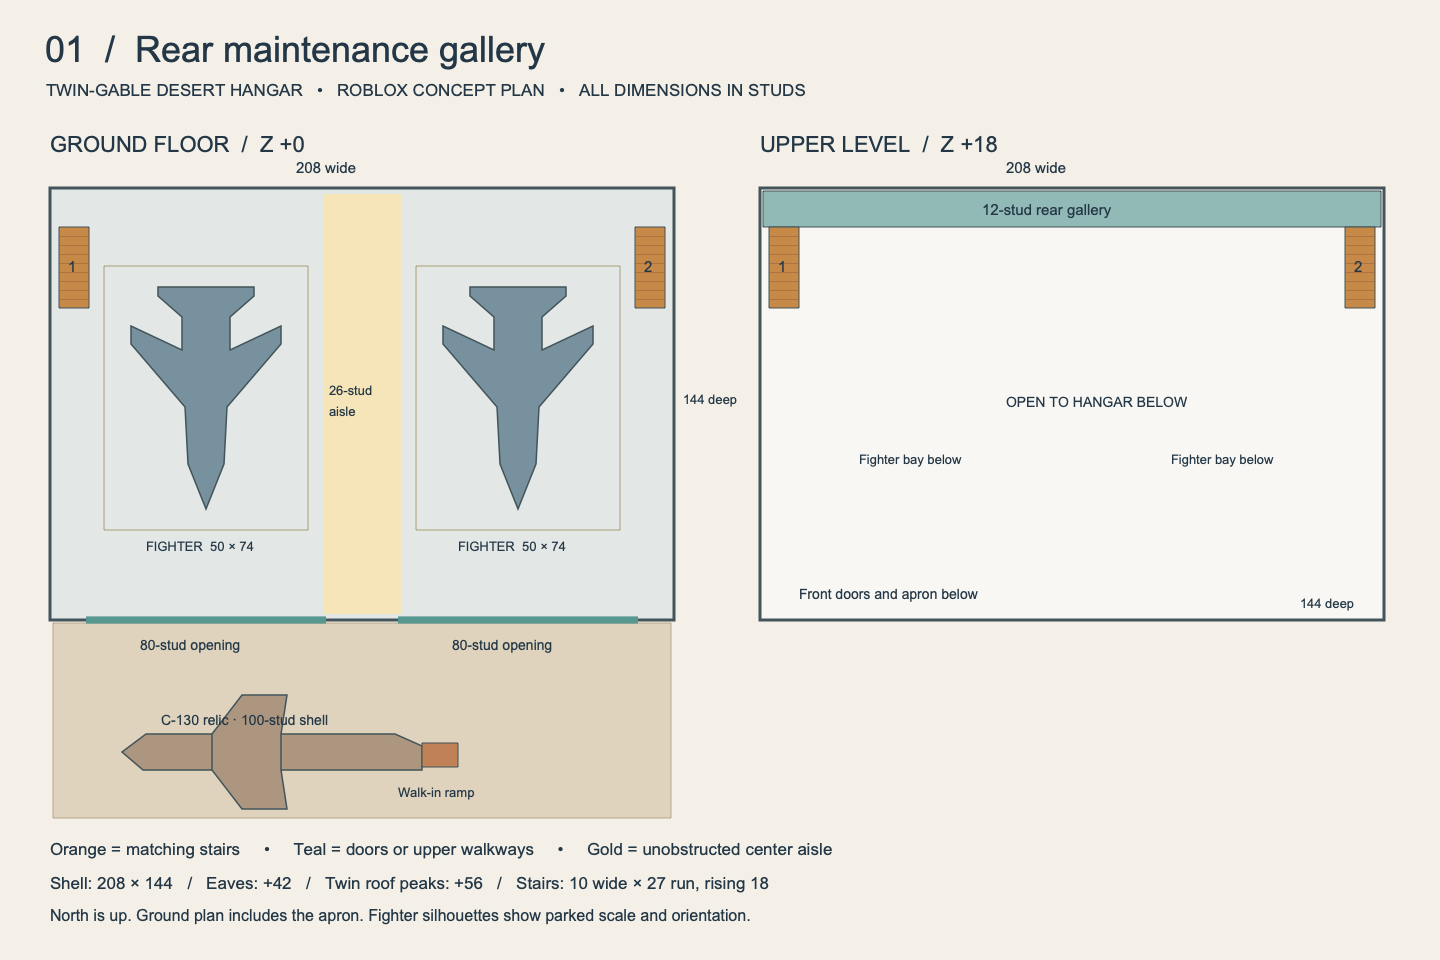 01 / Rear maintenance gallery
TWIN-GABLE DESERT HANGAR • ROBLOX CONCEPT PLAN • ALL DIMENSIONS IN STUDS
GROUND FLOOR / Z +0
208 wide
1
2
26-stud
aisle
144 deep
FIGHTER 50 × 74
FIGHTER 50 × 74
80-stud opening
80-stud opening
C-130 relic · 100-stud shell
Walk-in ramp
UPPER LEVEL / Z +18
208 wide
12-stud rear gallery
1
2
OPEN TO HANGAR BELOW
Fighter bay below
Fighter bay below
Front doors and apron below
144 deep
Orange = matching stairs • Teal = doors or upper walkways • Gold = unobstructed center aisle
Shell: 208 × 144 / Eaves: +42 / Twin roof peaks: +56 / Stairs: 10 wide × 27 run, rising 18
North is up. Ground plan includes the apron. Fighter silhouettes show parked scale and orientation.